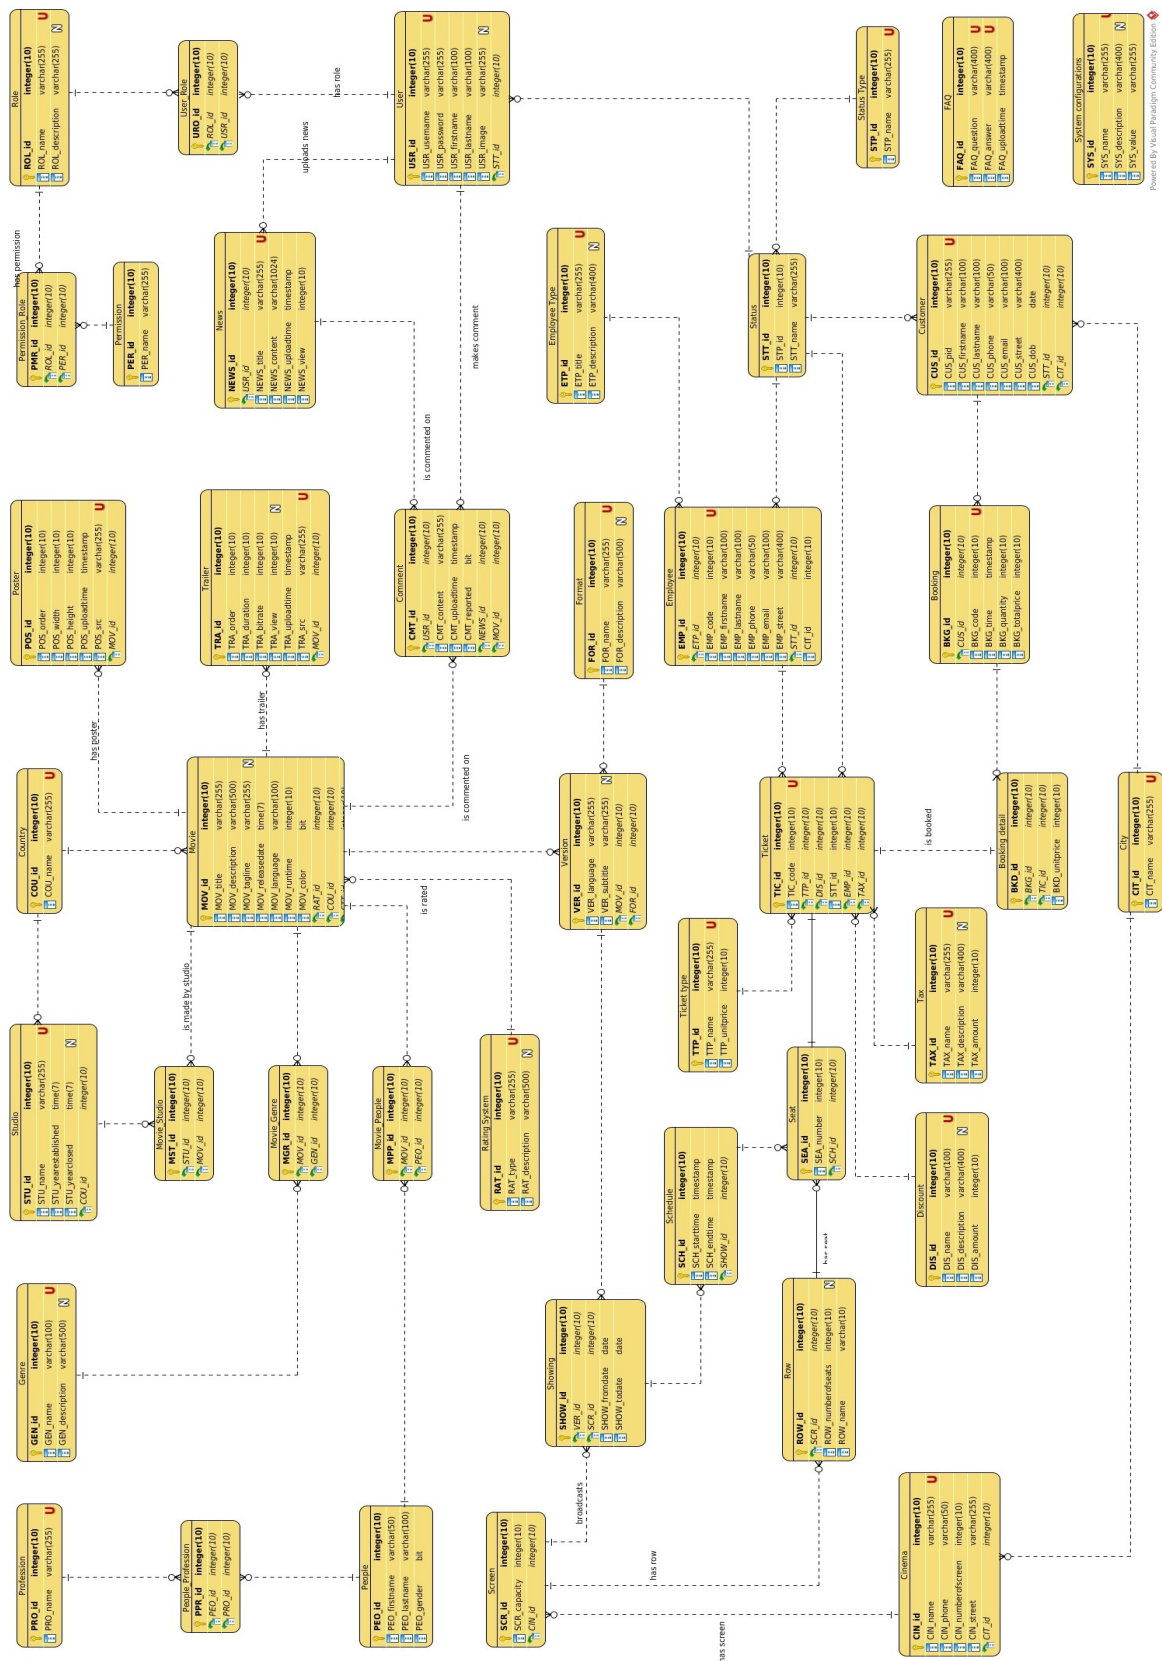 Profession
PRO_id integer(10)
PRO_name varchar(255)
Genre
GEN_id integer(10)
GEN_name varchar(100)
GEN_description varchar(500)
Studio
STU_id integer(10)
STU_name varchar(255)
STU_yearestablished time(7)
STU_yearclosed time(7)
COU_id integer(10)
Country
COU_id integer(10)
COU_name varchar(255)
Poster
POS_id integer(10)
POS_order integer(10)
POS_width integer(10)
POS_height integer(10)
POS_uploadtime timestamp
POS_src varchar(255)
MOV_id integer(10)
has poster
Permission_Role
PMR_id integer(10)
ROL_id integer(10)
PER_id integer(10)
has permission
Role
ROL_id integer(10)
ROL_name varchar(255)
ROL_description varchar(255)
Permission
PER_id integer(10)
PER_name varchar(255)
People_Profession
PPR_id integer(10)
PEO_id integer(10)
PRO_id integer(10)
Movie_Studio
MST_id integer(10)
STU_id integer(10)
MOV_id integer(10)
is made by studio
Movie
MOV_id integer(10)
MOV_title varchar(255)
MOV_description varchar(500)
MOV_tagline varchar(255)
MOV_releasedate time(7)
MOV_language varchar(100)
MOV_runtime integer(10)
MOV_color bit
RAT_id integer(10)
COU_id integer(10)
has trailer
Trailer
TRA_id integer(10)
TRA_order integer(10)
TRA_duration integer(10)
TRA_bitrate integer(10)
TRA_view integer(10)
TRA_uploadtime timestamp
TRA_src varchar(255)
MOV_id integer(10)
News
NEWS_id integer(10)
USR_id integer(10)
NEWS_title varchar(255)
NEWS_content varchar(1024)
NEWS_uploadtime timestamp
NEWS_view integer(10)
uploads news
User_Role
URO_id integer(10)
ROL_id integer(10)
USR_id integer(10)
has role
Movie_Genre
MGR_id integer(10)
MOV_id integer(10)
GEN_id integer(10)
People
PEO_id integer(10)
PEO_firstname varchar(50)
PEO_lastname varchar(100)
PEO_gender bit
Movie_People
MPP_id integer(10)
MOV_id integer(10)
PEO_id integer(10)
is rated
is commented on
Comment
CMT_id integer(10)
USR_id integer(10)
CMT_content varchar(255)
CMT_uploadtime timestamp
CMT_reported bit
NEWS_id integer(10)
MOV_id integer(10)
is commented on
makes comment
User
USR_id integer(10)
USR_username varchar(255)
USR_password varchar(255)
USR_firstname varchar(100)
USR_lastname varchar(100)
USR_image varchar(255)
STT_id integer(10)
Screen
SCR_id integer(10)
SCR_capacity integer(10)
CIN_id integer(10)
broadcasts
has row
has screen
Rating System
RAT_id integer(10)
RAT_type varchar(255)
RAT_description varchar(500)
Showing
SHOW_id integer(10)
VER_id integer(10)
SCR_id integer(10)
SHOW_fromdate date
SHOW_todate date
Version
VER_id integer(10)
VER_language varchar(255)
VER_subtitle varchar(255)
MOV_id integer(10)
FOR_id integer(10)
Format
FOR_id integer(10)
FOR_name varchar(255)
FOR_description varchar(500)
Employee Type
ETP_id integer(10)
ETP_title varchar(255)
ETP_description varchar(400)
Schedule
SCH_id integer(10)
SCH_starttime timestamp
SCH_endtime timestamp
SHOW_id integer(10)
Ticket type
TTP_id integer(10)
TTP_name varchar(255)
TTP_unitprice integer(10)
Employee
EMP_id integer(10)
ETP_id integer(10)
EMP_code integer(10)
EMP_firstname varchar(100)
EMP_lastname varchar(100)
EMP_phone varchar(50)
EMP_email varchar(100)
EMP_street varchar(400)
STT_id integer(10)
CIT_id integer(10)
Status
STT_id integer(10)
STP_id integer(10)
STT_name varchar(255)
Status Type
STP_id integer(10)
STP_name varchar(255)
Row
ROW_id integer(10)
SCR_id integer(10)
ROW_numberofseats integer(10)
ROW_name varchar(10)
has seat
Seat
SEA_id integer(10)
SEA_number integer(10)
SCH_id integer(10)
Ticket
TIC_id integer(10)
TIC_code integer(10)
TTP_id integer(10)
DIS_id integer(10)
STT_id integer(10)
EMP_id integer(10)
TAX_id integer(10)
is booked
Cinema
CIN_id integer(10)
CIN_name varchar(255)
CIN_phone varchar(50)
CIN_numberofscreen integer(10)
CIN_street varchar(255)
CIT_id integer(10)
Discount
DIS_id integer(10)
DIS_name varchar(100)
DIS_description varchar(400)
DIS_amount integer(10)
Tax
TAX_id integer(10)
TAX_name varchar(255)
TAX_description varchar(400)
TAX_amount integer(10)
Booking
BKG_id integer(10)
CUS_id integer(10)
BKG_code integer(10)
BKG_time timestamp
BKG_quantity integer(10)
BKG_totalprice integer(10)
Customer
CUS_id integer(10)
CUS_pid varchar(255)
CUS_firstname varchar(100)
CUS_lastname varchar(100)
CUS_phone varchar(50)
CUS_email varchar(100)
CUS_street varchar(400)
CUS_dob date
STT_id integer(10)
CIT_id integer(10)
FAQ
FAQ_id integer(10)
FAQ_question varchar(400)
FAQ_answer varchar(400)
FAQ_uploadtime timestamp
Booking detail
BKD_id integer(10)
BKG_id integer(10)
TIC_id integer(10)
BKD_unitprice integer(10)
City
CIT_id integer(10)
CIT_name varchar(255)
System configurations
SYS_id integer(10)
SYS_name varchar(255)
SYS_description varchar(400)
SYS_value varchar(255)
Powered By Visual Paradigm Community Edition